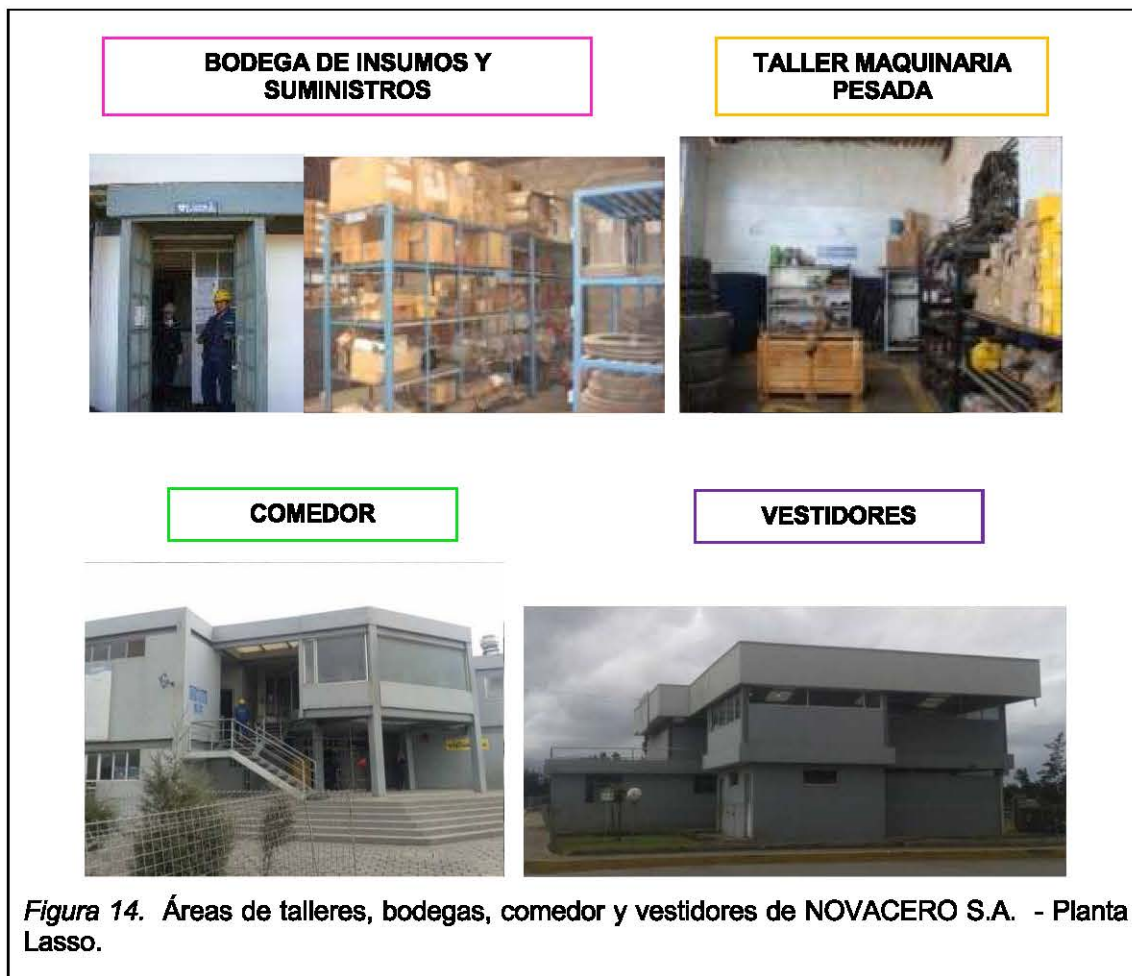 BODEGA DE INSUMOS Y
SUMINISTROS
TALLER MAQUINARIA
PESADA
COMEDOR
VESTIDORES
Figura 14. Áreas de talleres, bodegas, comedor y vestidores de NOVACERO S.A. - Planta
Lasso.